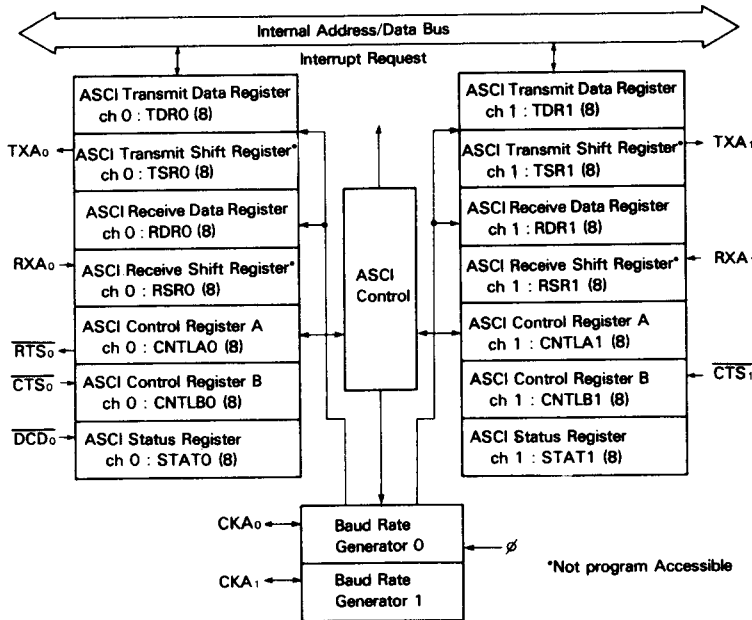 Internal Address/Data Bus
Interrupt Request
ASCI Transmit Data Register
ch 0 : TDR0 (8)
TXA₀
ASCI Transmit Shift Register*
ch 0 : TSR0 (8)
ASCI Receive Data Register
ch 0 : RDR0 (8)
RXA₀
ASCI Receive Shift Register*
ch 0 : RSR0 (8)
RTS₀
ASCI Control Register A
ch 0 : CNTLA0 (8)
CTS₀
ASCI Control Register B
ch 0 : CNTLB0 (8)
DCD₀
ASCI Status Register
ch 0 : STAT0 (8)
ASCI
Control
ASCI Transmit Data Register
ch 1 : TDR1 (8)
ASCI Transmit Shift Register*
ch 1 : TSR1 (8)
TXA₁
ASCI Receive Data Register
ch 1 : RDR1 (8)
ASCI Receive Shift Register*
ch 1 : RSR1 (8)
RXA
ASCI Control Register A
ch 1 : CNTLA1 (8)
ASCI Control Register B
ch 1 : CNTLB1 (8)
CTS₁
ASCI Status Register
ch 1 : STAT1 (8)
CKA₀
Baud Rate
Generator 0
ø
CKA₁
Baud Rate
Generator 1
*Not program Accessible